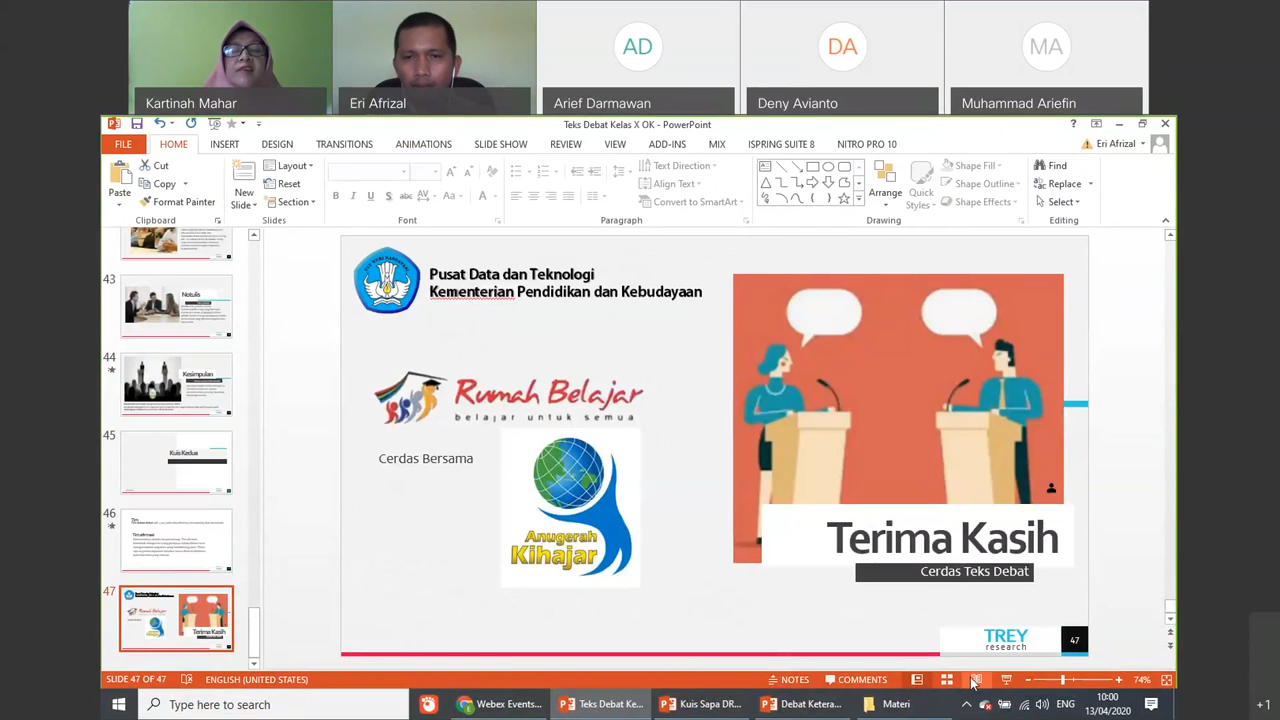 AD
DA
MA
Kartinah Mahar
Eri Afrizal
Arief Darmawan
Deny Avianto
Muhammad Ariefin
Teks Debat Kelas X OK - PowerPoint
FILE HOME INSERT DESIGN TRANSITIONS ANIMATIONS SLIDE SHOW REVIEW VIEW ADD-INS MIX ISPRING SUITE 8 NITRO PRO 10 Eri Afrizal
Paste
Cut
Copy
Format Painter
Clipboard
New Slide
Layout
Reset
Section
Slides
Font
Text Direction
Align Text
Convert to SmartArt
Paragraph
Arrange
Quick Styles
Shape Fill
Shape Outline
Shape Effects
Drawing
Find
Replace
Select
Editing
43
Notulis
44
Kesimpulan
45
Kuis Kedua
46
47
Pusat Data dan Teknologi
Kementerian Pendidikan dan Kebudayaan
Rumah Belajar
belajar untuk semua
Cerdas Bersama
Anugerah
Kihajar
Terima Kasih
Cerdas Teks Debat
TREY
research
47
SLIDE 47 OF 47 ENGLISH (UNITED STATES) NOTES COMMENTS 74%
Type here to search
Webex Events...
Teks Debat Ke...
Kuis Sapa DR...
Debat Ketera...
Materi
ENG
10:00
13/04/2020
+1